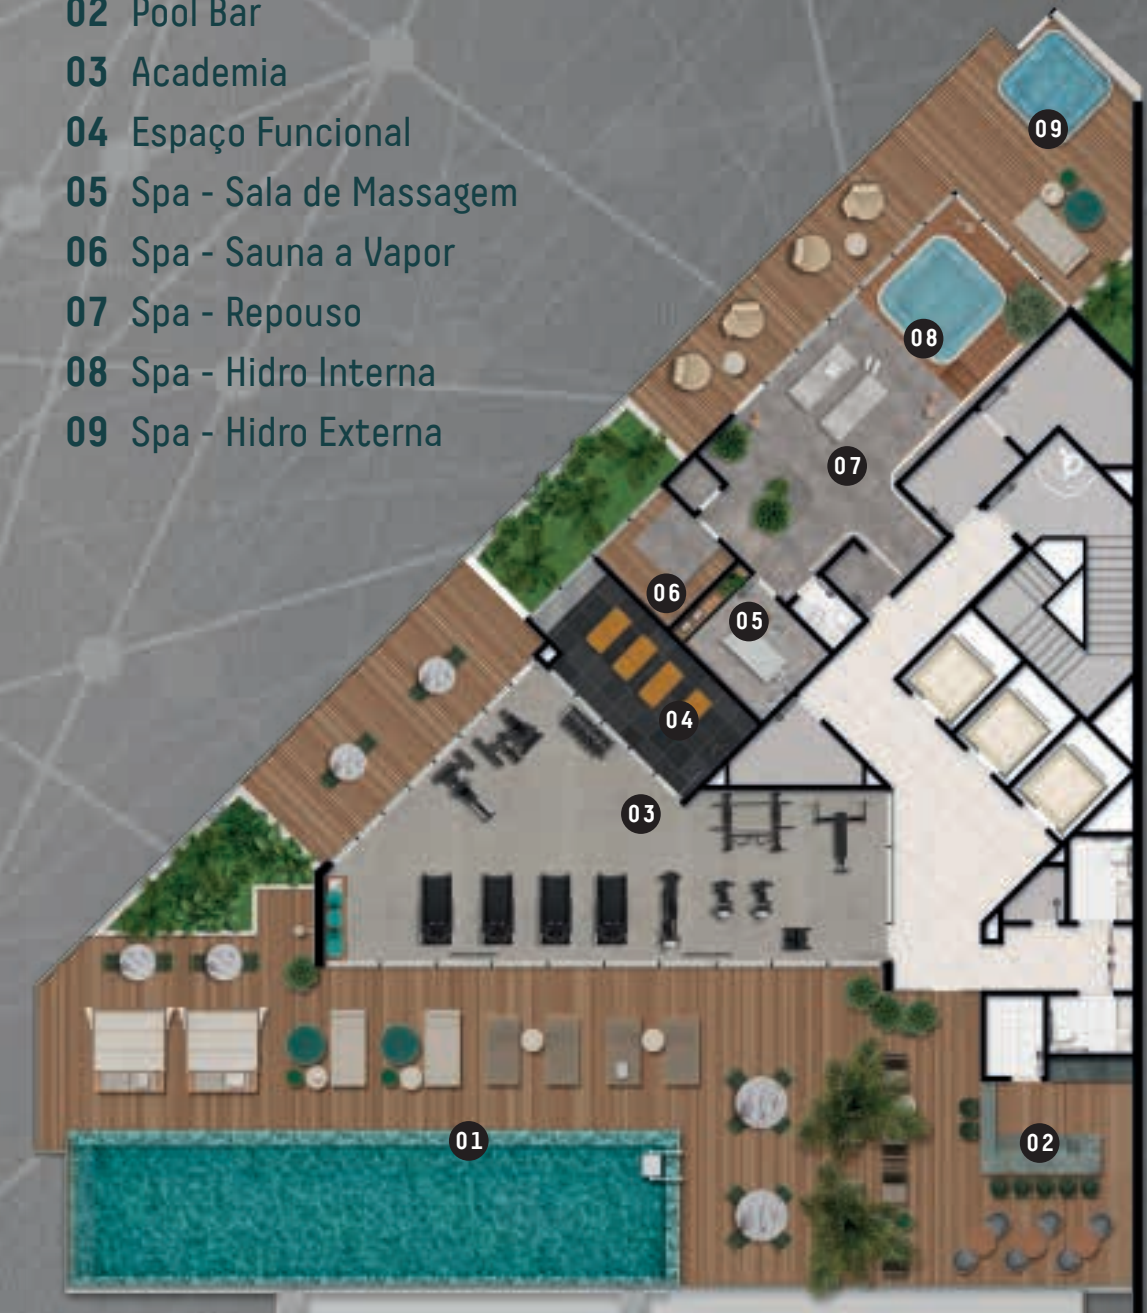 02 Pool Bar
03 Academia
04 Espaço Funcional
05 Spa - Sala de Massagem
06 Spa - Sauna a Vapor
07 Spa - Repouso
08 Spa - Hidro Interna
09 Spa - Hidro Externa
09
08
07
06
05
04
03
01
02